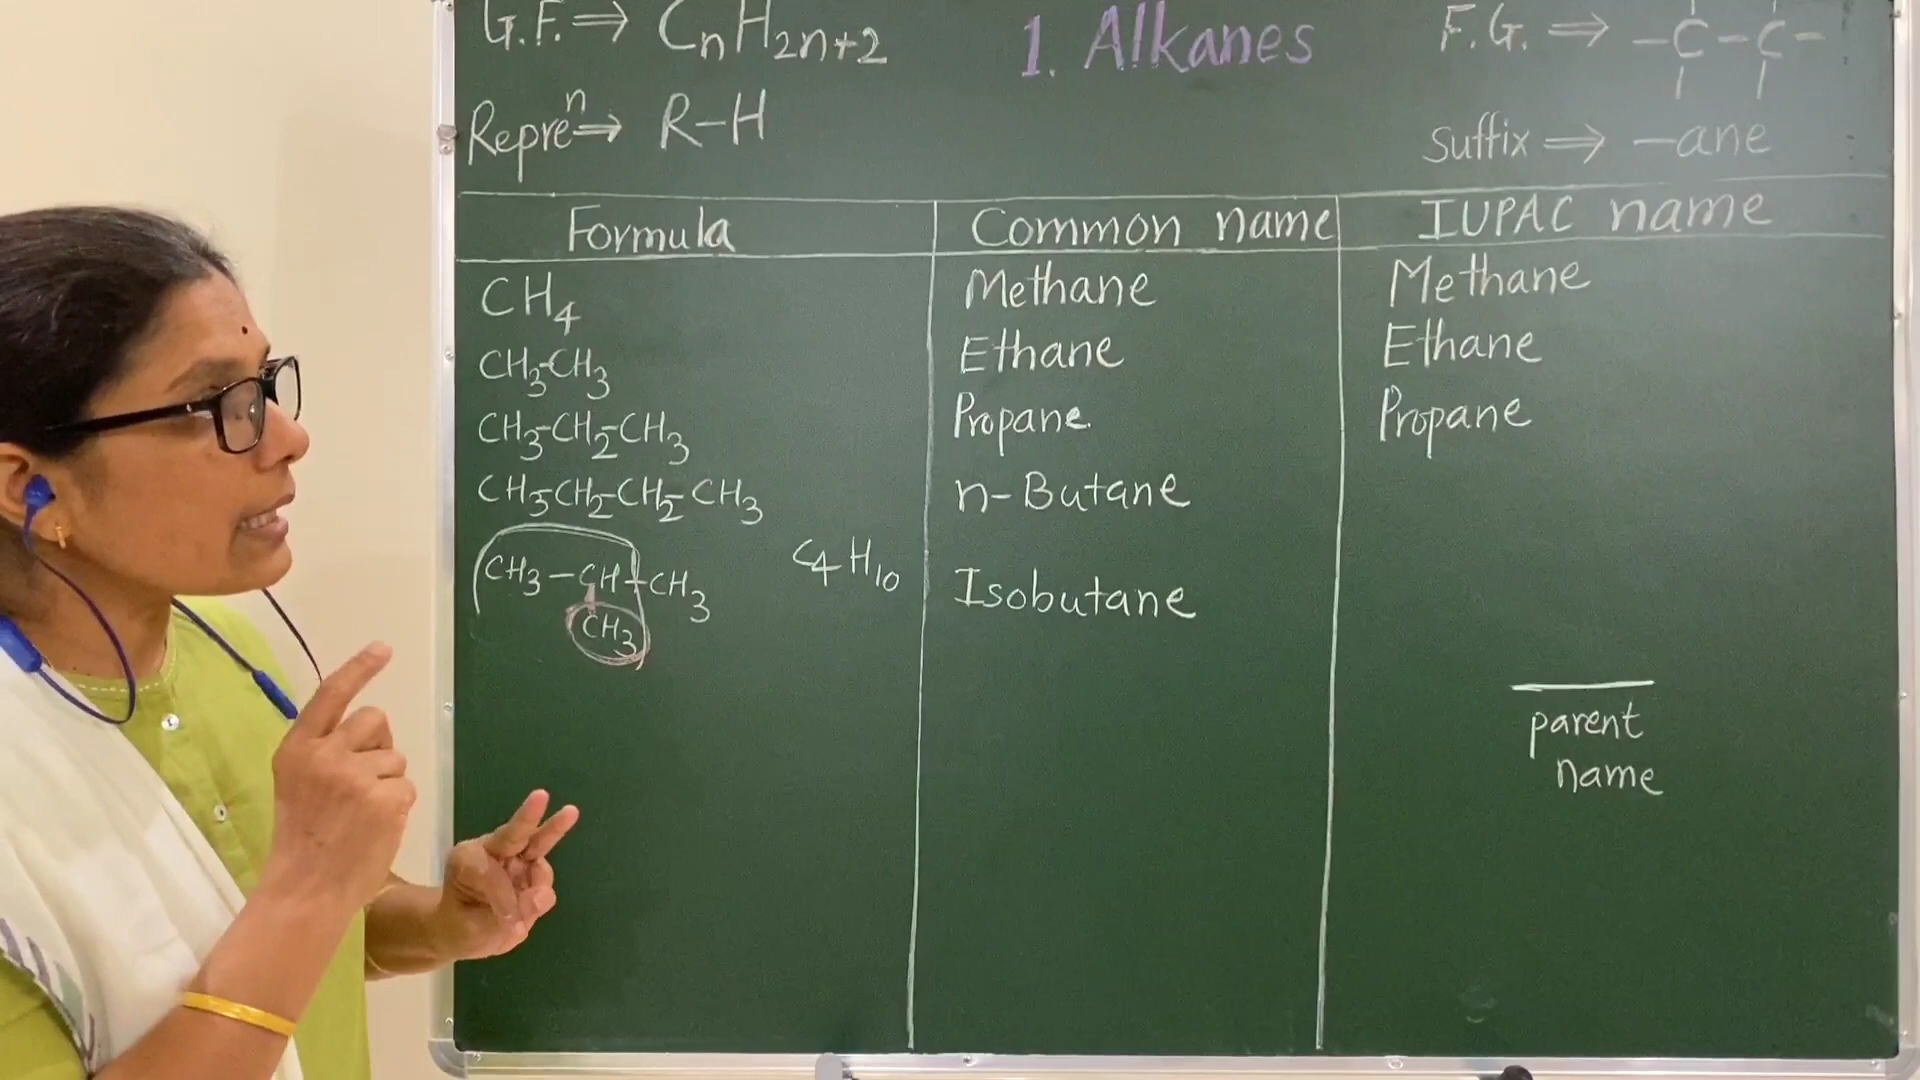 G.F. ⇒ CnH2n+2
1. Alkanes
F.G. ⇒ –C–C–
Repreⁿ ⇒ R–H
Suffix ⇒ –ane
Formula Common name IUPAC name
CH4 Methane Methane
CH3-CH3 Ethane Ethane
CH3-CH2-CH3 Propane Propane
CH3-CH2-CH2-CH3 n-Butane
CH3–CH–CH3 C4H10 Isobutane
CH3
parent
name